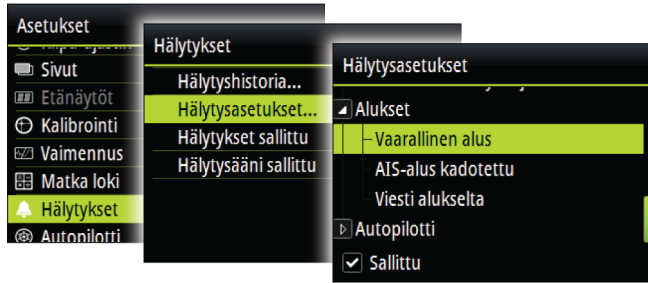 Asetukset
Sivut
Etänäytöt
Kalibrointi
Vaimennus
Matka loki
Hälytykset
Autopilotti
Hälytykset
Hälytyshistoria...
Hälytysasetukset...
Hälytykset sallittu
Hälytysääni sallittu
Hälytysasetukset
Alukset
Vaarallinen alus
AIS-alus kadotettu
Viesti alukselta
Autopilotti
Sallittu